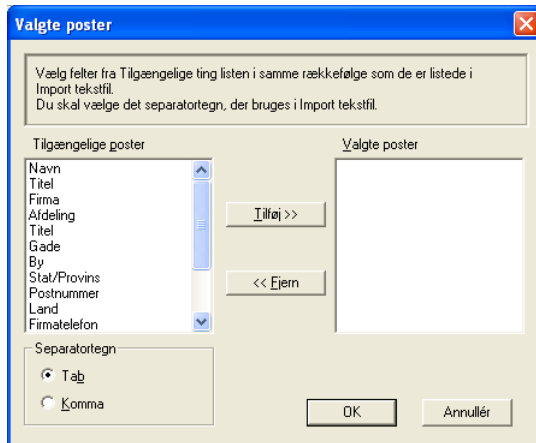 Valgte poster
Vælg felter fra Tilgængelige ting listen i samme rækkefølge som de er listede i
Import tekstfil.
Du skal vælge det separatortegn, der bruges i Import tekstfil.
Tilgængelige poster
Valgte poster
Navn
Titel
Firma
Afdeling
Titel
Gade
By
Stat/Provins
Postnummer
Land
Firmatelefon
Tilføj >>
<< Fjern
Separatortegn
Tab
Komma
OK
Annullér